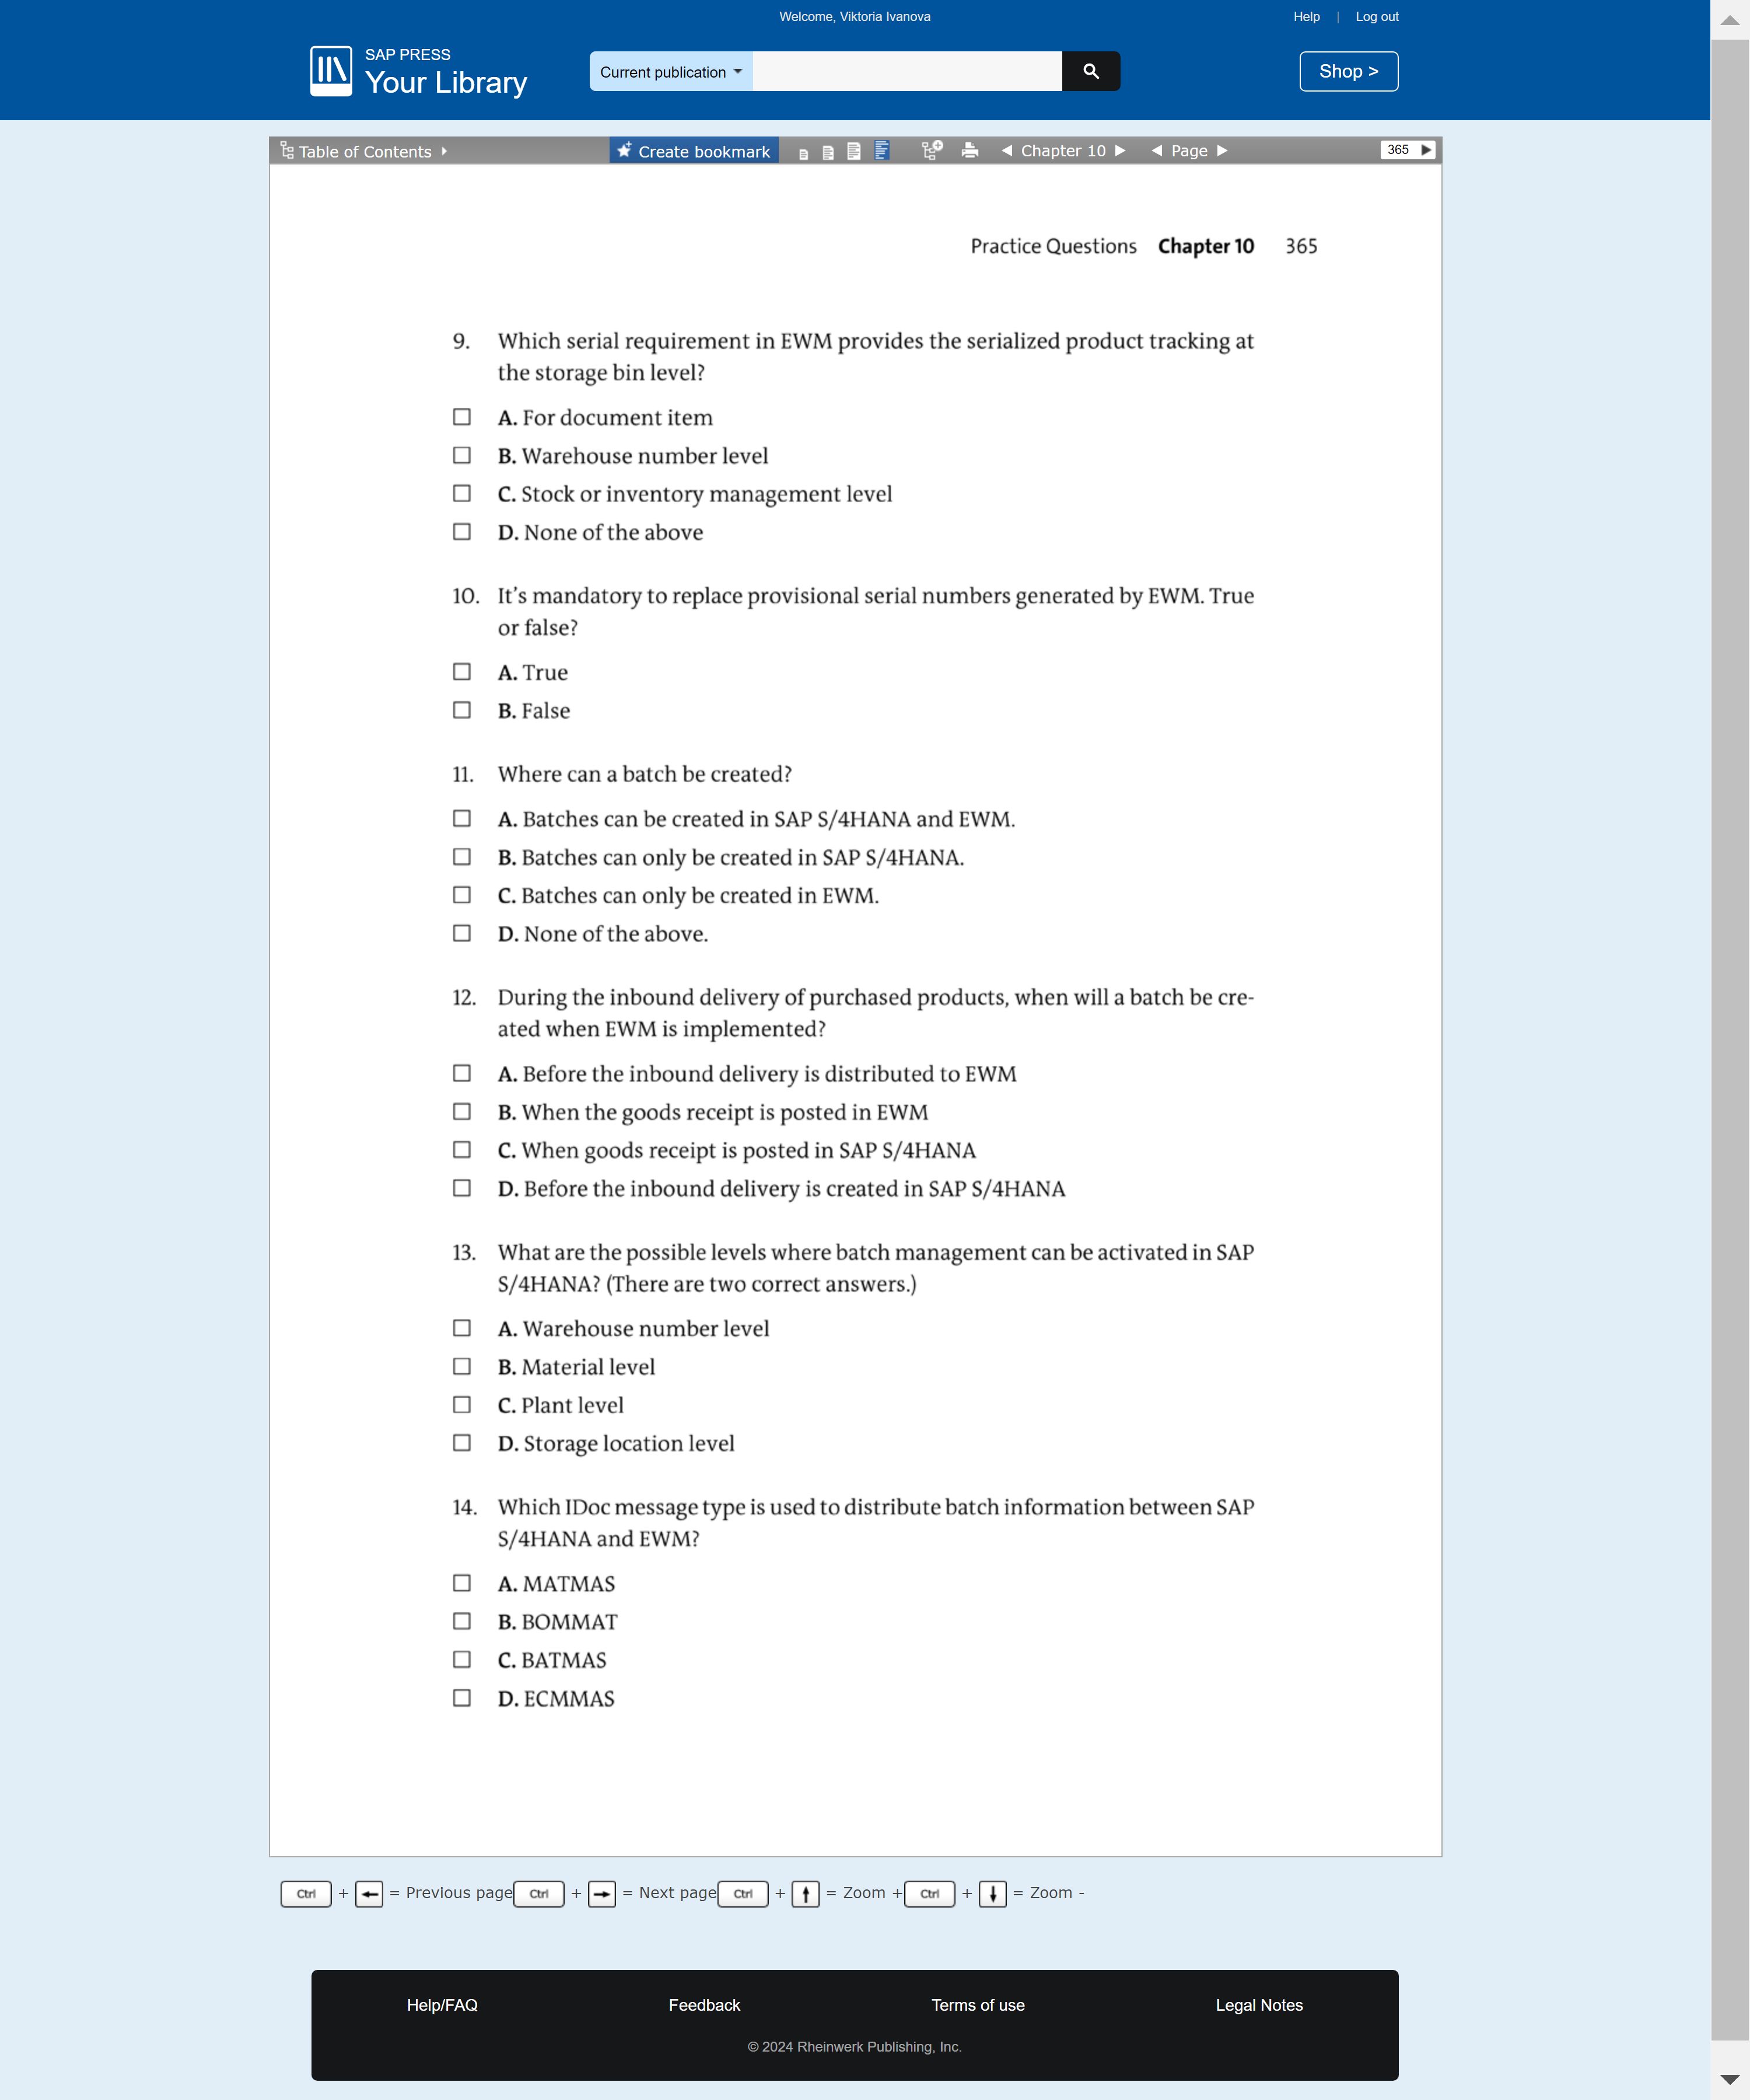 Welcome, Viktoria Ivanova
Help | Log out
SAP PRESS
Your Library
Current publication
Shop >
Table of Contents
Create bookmark
Chapter 10
Page
365
Practice Questions Chapter 10 365
9. Which serial requirement in EWM provides the serialized product tracking at
the storage bin level?
A. For document item
B. Warehouse number level
C. Stock or inventory management level
D. None of the above
10. It's mandatory to replace provisional serial numbers generated by EWM. True
or false?
A. True
B. False
11. Where can a batch be created?
A. Batches can be created in SAP S/4HANA and EWM.
B. Batches can only be created in SAP S/4HANA.
C. Batches can only be created in EWM.
D. None of the above.
12. During the inbound delivery of purchased products, when will a batch be cre-
ated when EWM is implemented?
A. Before the inbound delivery is distributed to EWM
B. When the goods receipt is posted in EWM
C. When goods receipt is posted in SAP S/4HANA
D. Before the inbound delivery is created in SAP S/4HANA
13. What are the possible levels where batch management can be activated in SAP
S/4HANA? (There are two correct answers.)
A. Warehouse number level
B. Material level
C. Plant level
D. Storage location level
14. Which IDoc message type is used to distribute batch information between SAP
S/4HANA and EWM?
A. MATMAS
B. BOMMAT
C. BATMAS
D. ECMMAS
Ctrl + ← = Previous page Ctrl + → = Next page Ctrl + ↑ = Zoom + Ctrl + ↓ = Zoom -
Help/FAQ
Feedback
Terms of use
Legal Notes
© 2024 Rheinwerk Publishing, Inc.